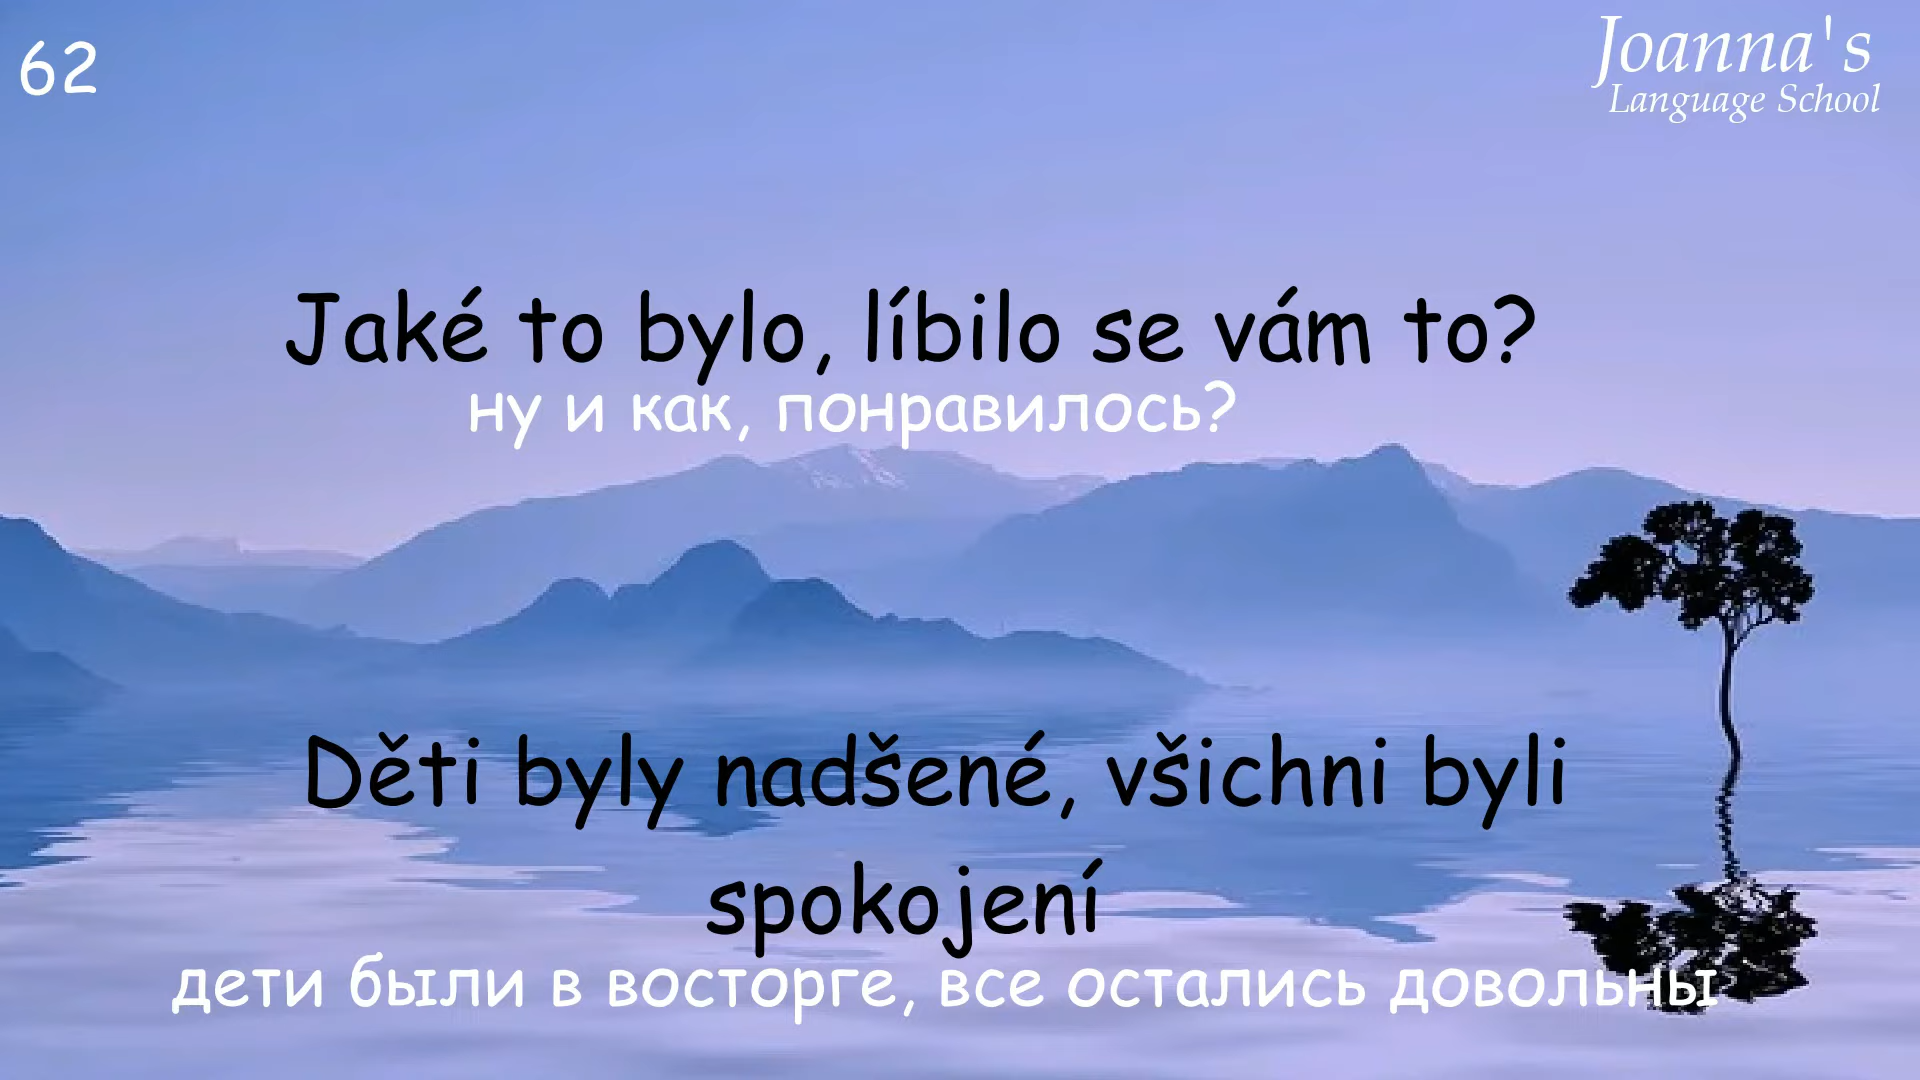 62
Joanna's
Language School
Jaké to bylo, líbilo se vám to?
ну и как, понравилось?
Děti byly nadšené, všichni byli
spokojení
дети были в восторге, все остались довольны